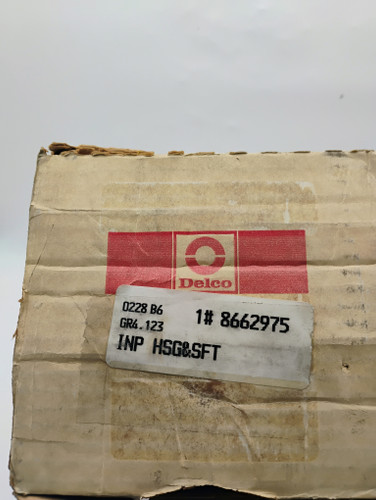 Delco
0228 B6
1# 8662975
GR4.123
INP HSG&SFT